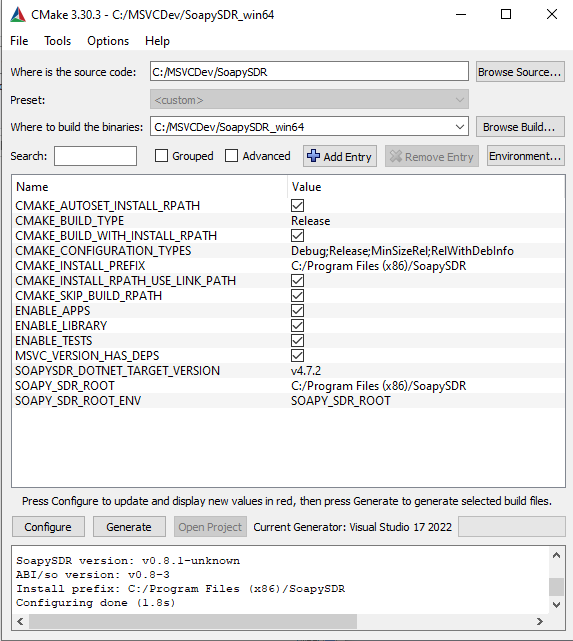 CMake 3.30.3 - C:/MSVCDev/SoapySDR_win64
File Tools Options Help
Where is the source code: C:/MSVCDev/SoapySDR Browse Source...
Preset: <custom>
Where to build the binaries: C:/MSVCDev/SoapySDR_win64 Browse Build...
Search: Grouped Advanced Add Entry Remove Entry Environment...
Name Value
CMAKE_AUTOSET_INSTALL_RPATH
CMAKE_BUILD_TYPE Release
CMAKE_BUILD_WITH_INSTALL_RPATH
CMAKE_CONFIGURATION_TYPES Debug;Release;MinSizeRel;RelWithDebInfo
CMAKE_INSTALL_PREFIX C:/Program Files (x86)/SoapySDR
CMAKE_INSTALL_RPATH_USE_LINK_PATH
CMAKE_SKIP_BUILD_RPATH
ENABLE_APPS
ENABLE_LIBRARY
ENABLE_TESTS
MSVC_VERSION_HAS_DEPS
SOAPYSDR_DOTNET_TARGET_VERSION v4.7.2
SOAPY_SDR_ROOT C:/Program Files (x86)/SoapySDR
SOAPY_SDR_ROOT_ENV SOAPY_SDR_ROOT
Press Configure to update and display new values in red, then press Generate to generate selected build files.
Configure Generate Open Project Current Generator: Visual Studio 17 2022
SoapySDR version: v0.8.1-unknown
ABI/so version: v0.8-3
Install prefix: C:/Program Files (x86)/SoapySDR
Configuring done (1.8s)